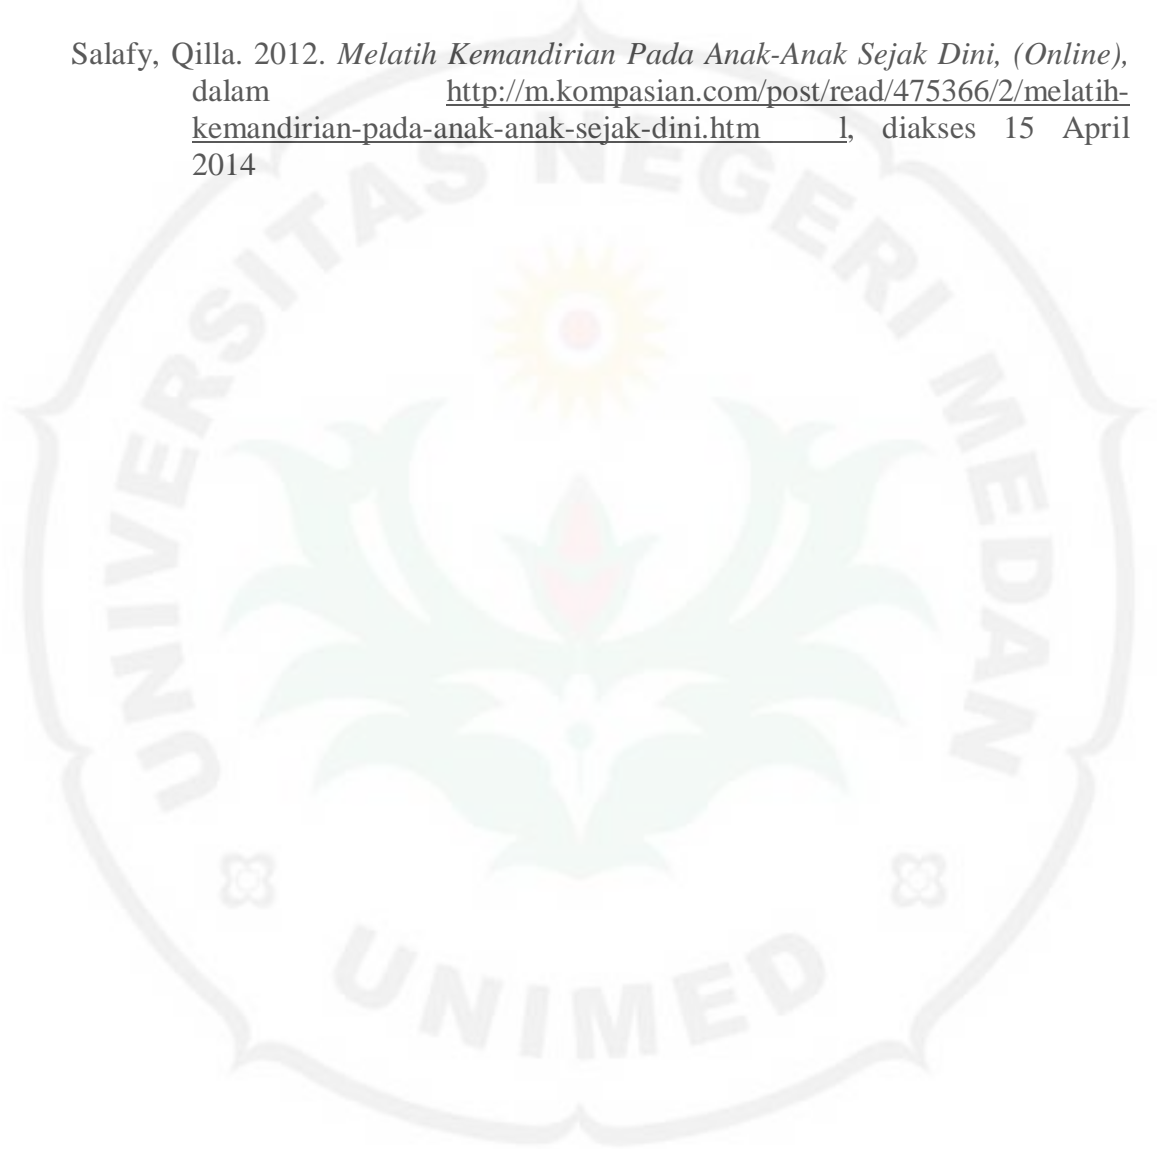 Salafy, Qilla. 2012. Melatih Kemandirian Pada Anak-Anak Sejak Dini, (Online),
dalam http://m.kompasian.com/post/read/475366/2/melatih-
kemandirian-pada-anak-anak-sejak-dini.htm l, diakses 15 April
2014
UNIVERSITAS NEGERI MEDAN
UNIMED